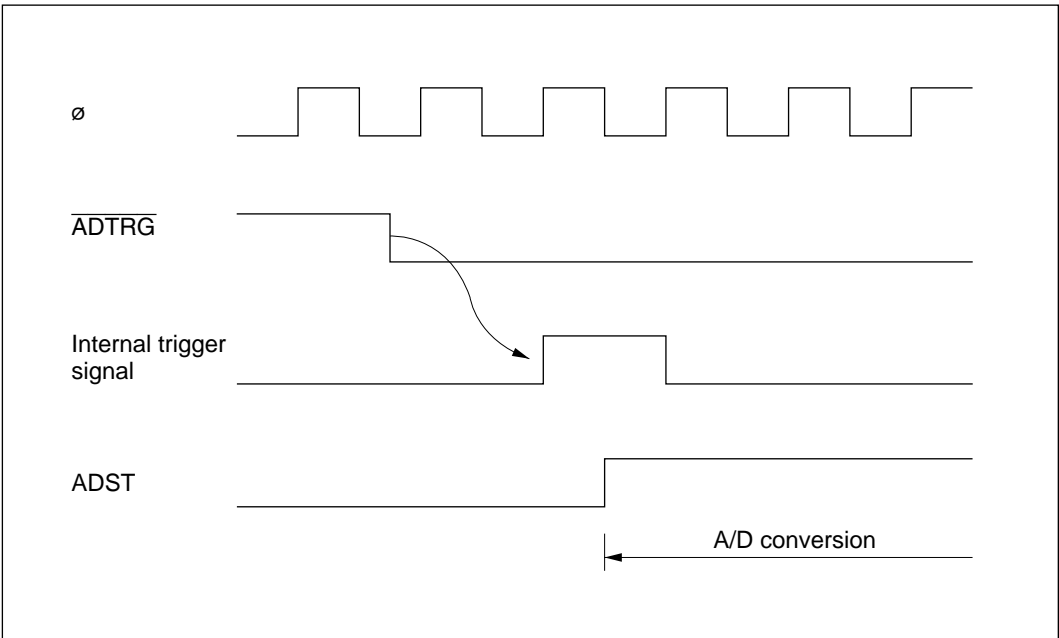 ø
ADTRG
Internal trigger
signal
ADST
A/D conversion